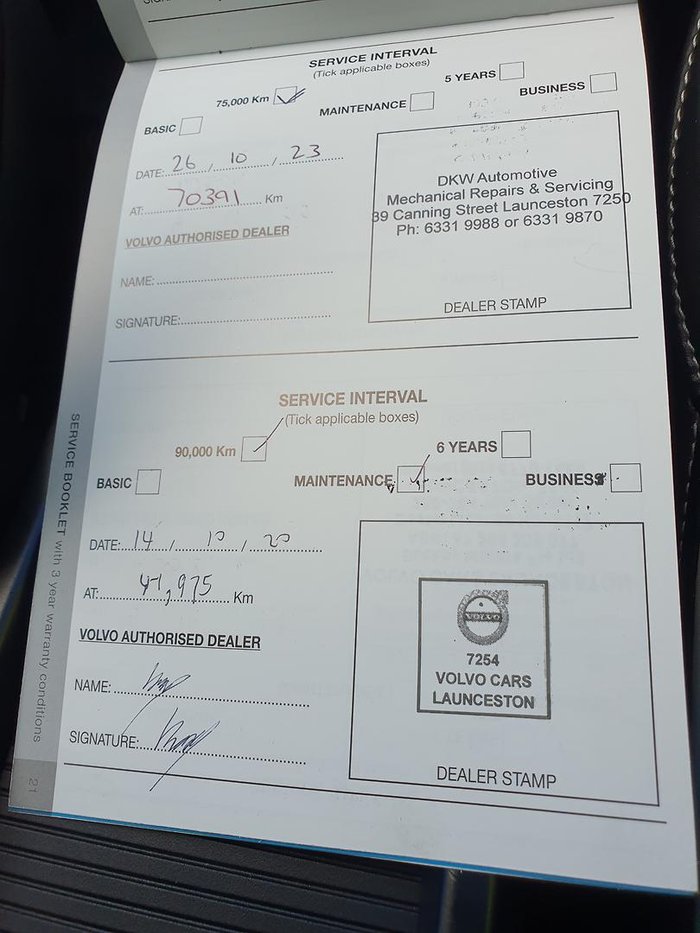 SERVICE INTERVAL
(Tick applicable boxes)
75,000 Km
5 YEARS
BASIC
MAINTENANCE
BUSINESS
DATE: 26 / 10 / 23
AT: 70391 Km
VOLVO AUTHORISED DEALER
NAME:
SIGNATURE:
DKW Automotive
Mechanical Repairs & Servicing
39 Canning Street Launceston 7250
Ph: 6331 9988 or 6331 9870
DEALER STAMP
SERVICE INTERVAL
(Tick applicable boxes)
90,000 Km
6 YEARS
BASIC
MAINTENANCE
BUSINESS
DATE: 14 / 10 / 20
AT: 41,975 Km
VOLVO AUTHORISED DEALER
NAME:
SIGNATURE:
VOLVO
7254
VOLVO CARS
LAUNCESTON
DEALER STAMP
SERVICE BOOKLET with 3 year warranty conditions
21